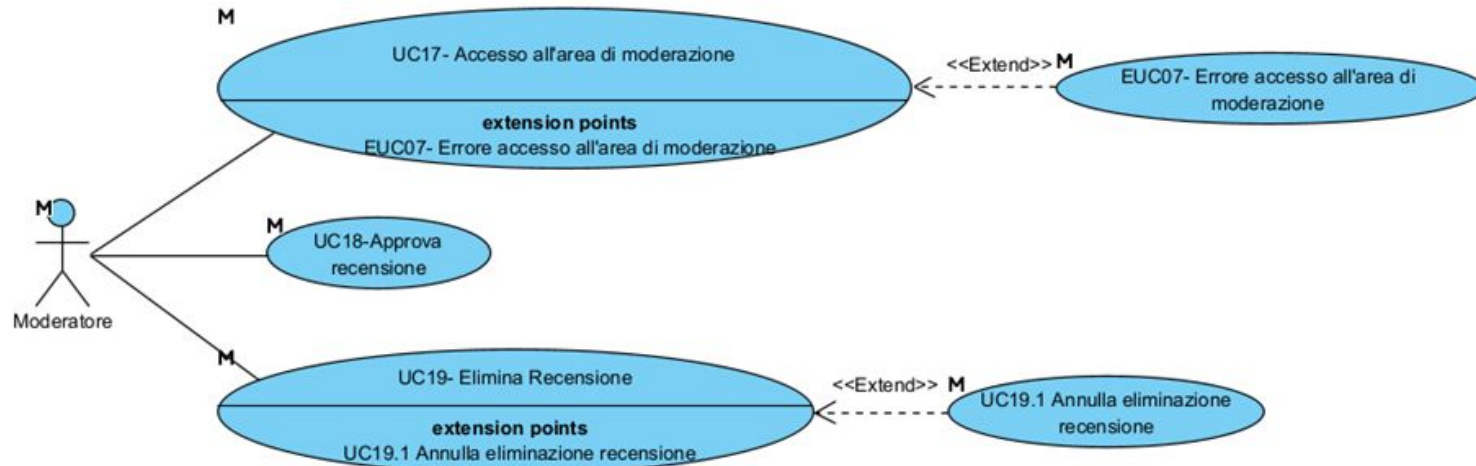 M
UC17- Accesso all'area di moderazione
extension points
EUC07- Errore accesso all'area di moderazione
<<Extend>>
M
EUC07- Errore accesso all'area di
moderazione
M
Moderatore
M
UC18-Approva
recensione
M
UC19- Elimina Recensione
extension points
UC19.1 Annulla eliminazione recensione
<<Extend>>
M
UC19.1 Annulla eliminazione
recensione